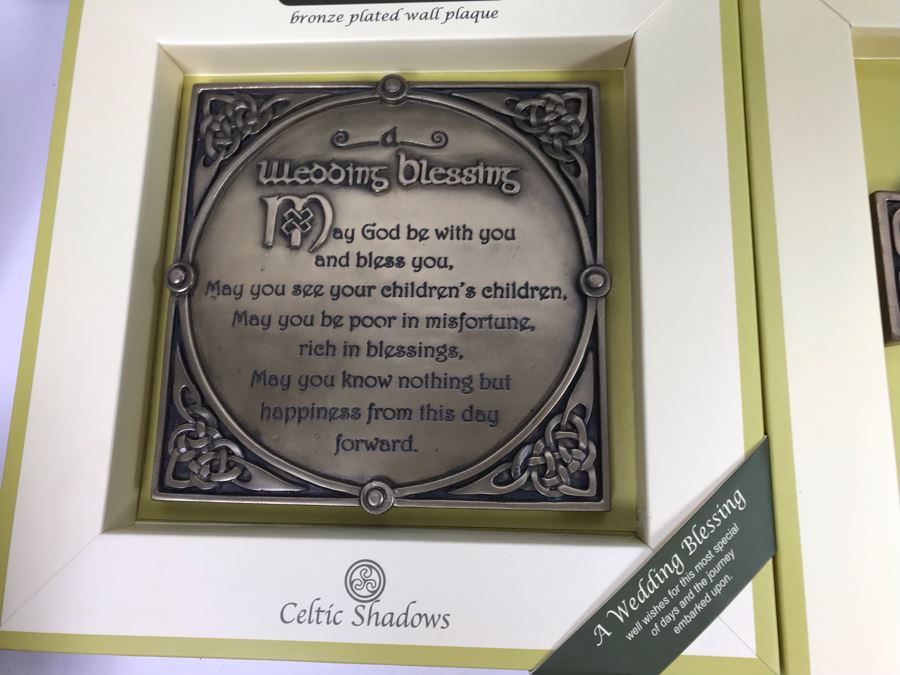 bronze plated wall plaque
a
Wedding Blessing
May God be with you
and bless you,
May you see your children's children,
May you be poor in misfortune,
rich in blessings,
May you know nothing but
happiness from this day
forward.
Celtic Shadows
A Wedding Blessing
well wishes for this most special
of days and the journey
embarked upon.